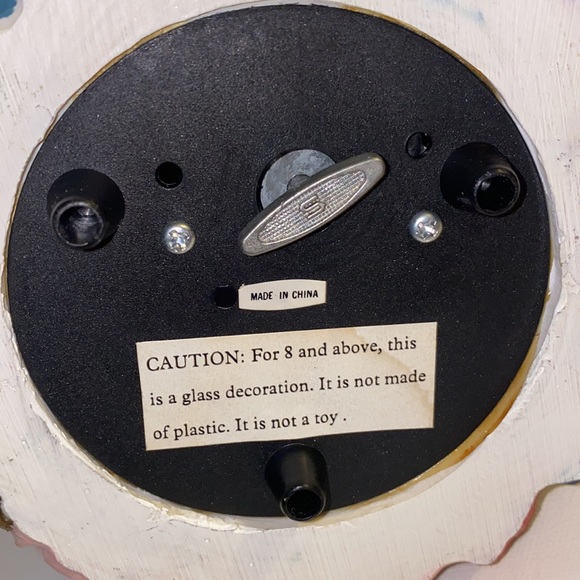 S
MADE IN CHINA
CAUTION: For 8 and above, this
is a glass decoration. It is not made
of plastic. It is not a toy .